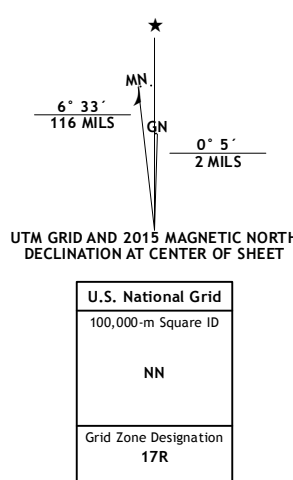 MN
GN
6° 33´
116 MILS
0° 5´
2 MILS
UTM GRID AND 2015 MAGNETIC NORTH
DECLINATION AT CENTER OF SHEET
U.S. National Grid
100,000-m Square ID
NN
Grid Zone Designation
17R